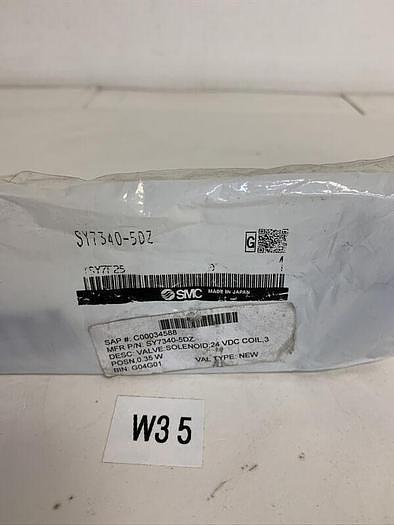 SY7340-5DZ
G
SMC MADE IN JAPAN
SAP #: C00034588
MFR P/N: SY7340-5DZ
DESC: VALVE:SOLENOID;24 VDC COIL,3
POSN,0.35 W
BIN: G04G01 VAL TYPE: NEW
W35